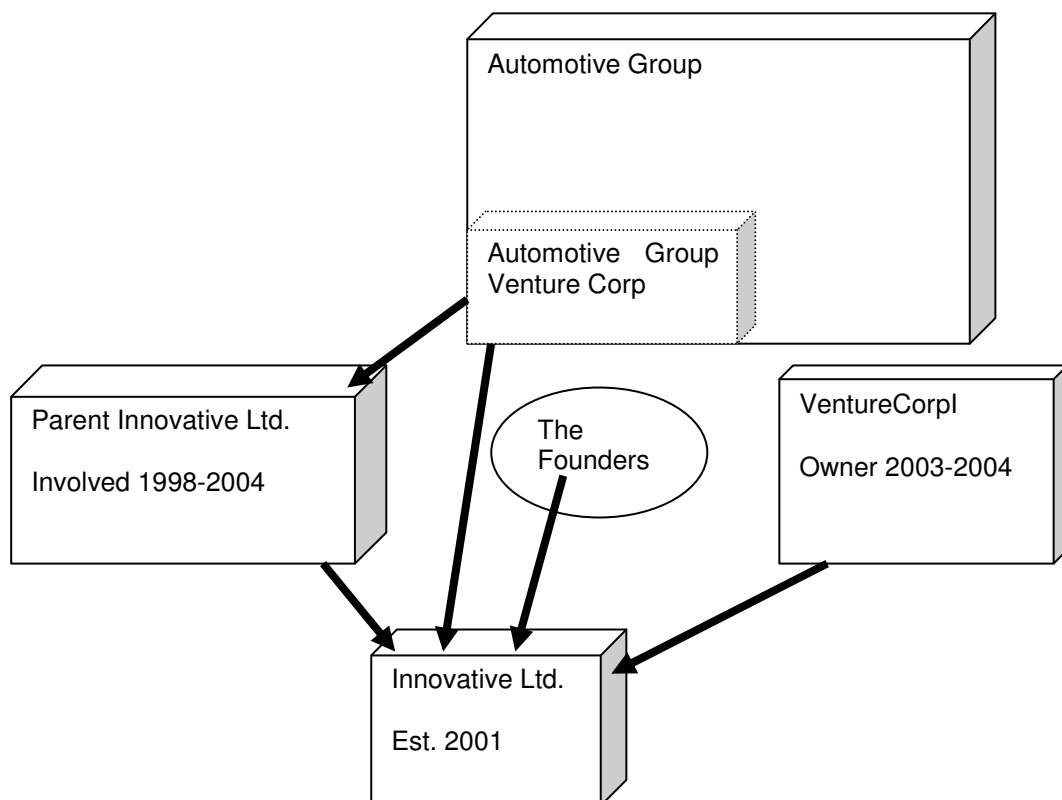 Automotive Group
Automotive Group
Venture Corp
Parent Innovative Ltd.
Involved 1998-2004
The
Founders
VentureCorpI
Owner 2003-2004
Innovative Ltd.
Est. 2001